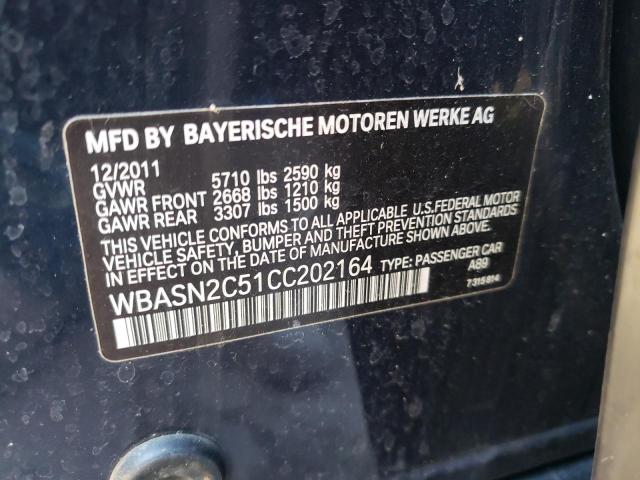 MFD BY BAYERISCHE MOTOREN WERKE AG
12/2011
GVWR 5710 lbs 2590 kg
GAWR FRONT 2668 lbs 1210 kg
GAWR REAR 3307 lbs 1500 kg
THIS VEHICLE CONFORMS TO ALL APPLICABLE U.S.FEDERAL MOTOR
VEHICLE SAFETY, BUMPER AND THEFT PREVENTION STANDARDS
IN EFFECT ON THE DATE OF MANUFACTURE SHOWN ABOVE.
WBASN2C51CC202164 TYPE: PASSENGER CAR
A89
7315814